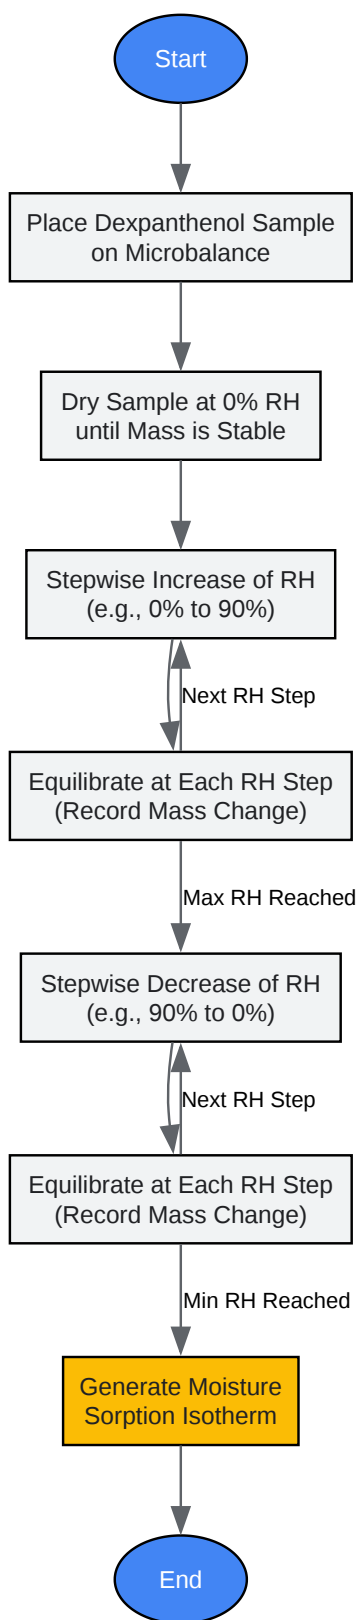 Start
Place Dexpanthenol Sample
on Microbalance
Dry Sample at 0% RH
until Mass is Stable
Stepwise Increase of RH
(e.g., 0% to 90%)
Next RH Step
Equilibrate at Each RH Step
(Record Mass Change)
Max RH Reached
Stepwise Decrease of RH
(e.g., 90% to 0%)
Next RH Step
Equilibrate at Each RH Step
(Record Mass Change)
Min RH Reached
Generate Moisture
Sorption Isotherm
End